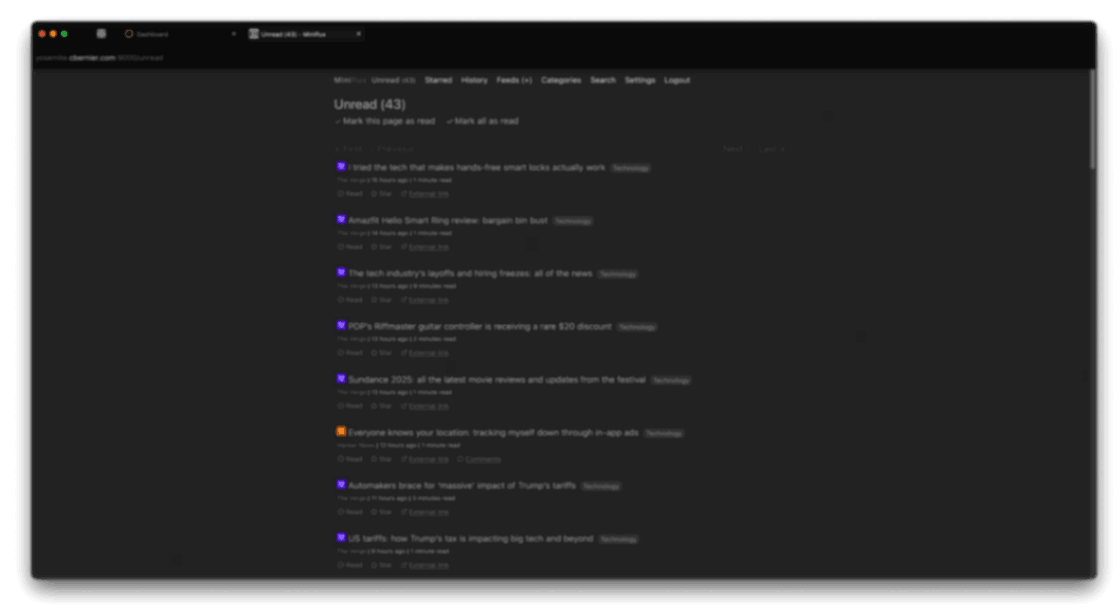 Dashboard
Unread (43) - Miniflux
yosemite.cbernier.com:8000/unread
Miniflux Unread (43) Starred History Feeds (+) Categories Search Settings Logout
Unread (43)
Mark this page as read Mark all as read
« First ‹ Previous Next › Last »
I tried the tech that makes hands-free smart locks actually work Technology
The Verge | 15 hours ago | 1 minute read
Read Star External link
Amazfit Helio Smart Ring review: bargain bin bust Technology
The Verge | 14 hours ago | 1 minute read
Read Star External link
The tech industry's layoffs and hiring freezes: all of the news Technology
The Verge | 13 hours ago | minutes read
Read Star External link
PDP's Riffmaster guitar controller is receiving a rare $20 discount Technology
The Verge | 13 hours ago | 2 minutes read
Read Star External link
Sundance 2025: all the latest movie reviews and updates from the festival Technology
The Verge | 13 hours ago | 1 minute read
Read Star External link
Everyone knows your location: tracking myself down through in-app ads Technology
Hacker News | 13 hours ago | 1 minute read
Read Star External link Comments
Automakers brace for 'massive' impact of Trump's tariffs Technology
The Verge | 11 hours ago | 3 minutes read
Read Star External link
US tariffs: how Trump's tax is impacting big tech and beyond Technology
The Verge | 9 hours ago | 1 minute read
Read Star External link